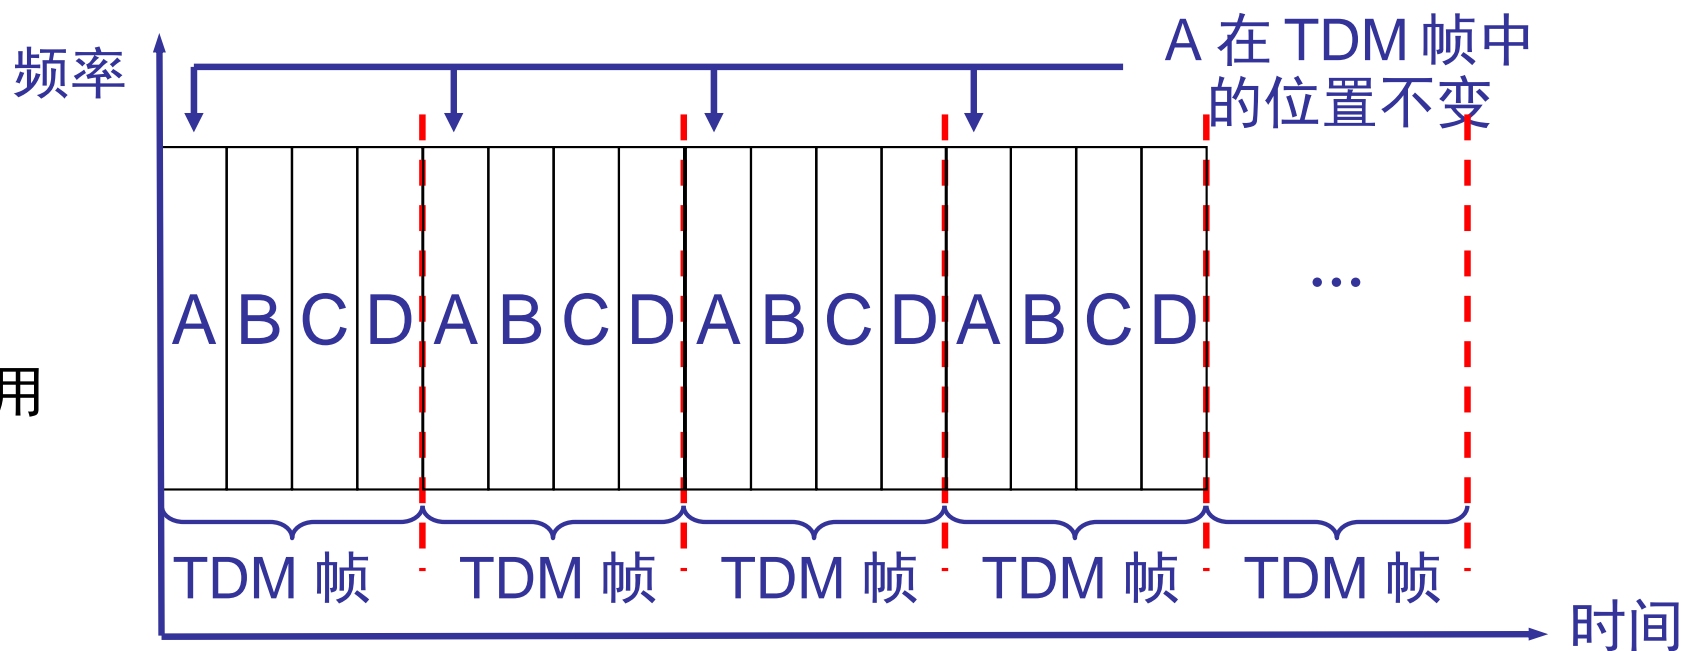 A 在 TDM 帧中
的位置不变
频率
A B C D A B C D A B C D A B C D ...
用
TDM 帧 TDM 帧 TDM 帧 TDM 帧 TDM 帧
时间